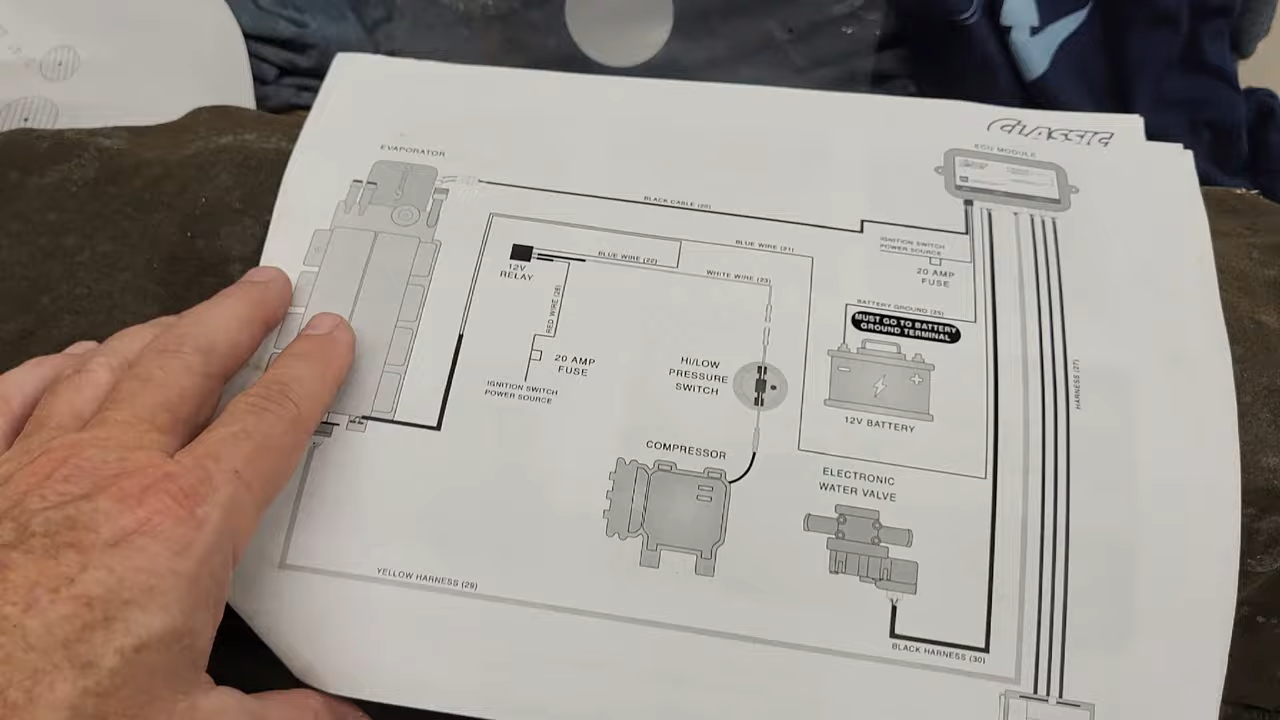 CLASSIC
EVAPORATOR
ECU MODULE
BLACK CABLE (28)
BLUE WIRE (21)
IGNITION SWITCH
POWER SOURCE
20 AMP
FUSE
12V
RELAY
BLUE WIRE (22)
WHITE WIRE (23)
RED WIRE (26)
20 AMP
FUSE
IGNITION SWITCH
POWER SOURCE
HI/LOW
PRESSURE
SWITCH
BATTERY GROUND (25)
MUST GO TO BATTERY
GROUND TERMINAL
12V BATTERY
HARNESS (27)
COMPRESSOR
ELECTRONIC
WATER VALVE
YELLOW HARNESS (29)
BLACK HARNESS (30)